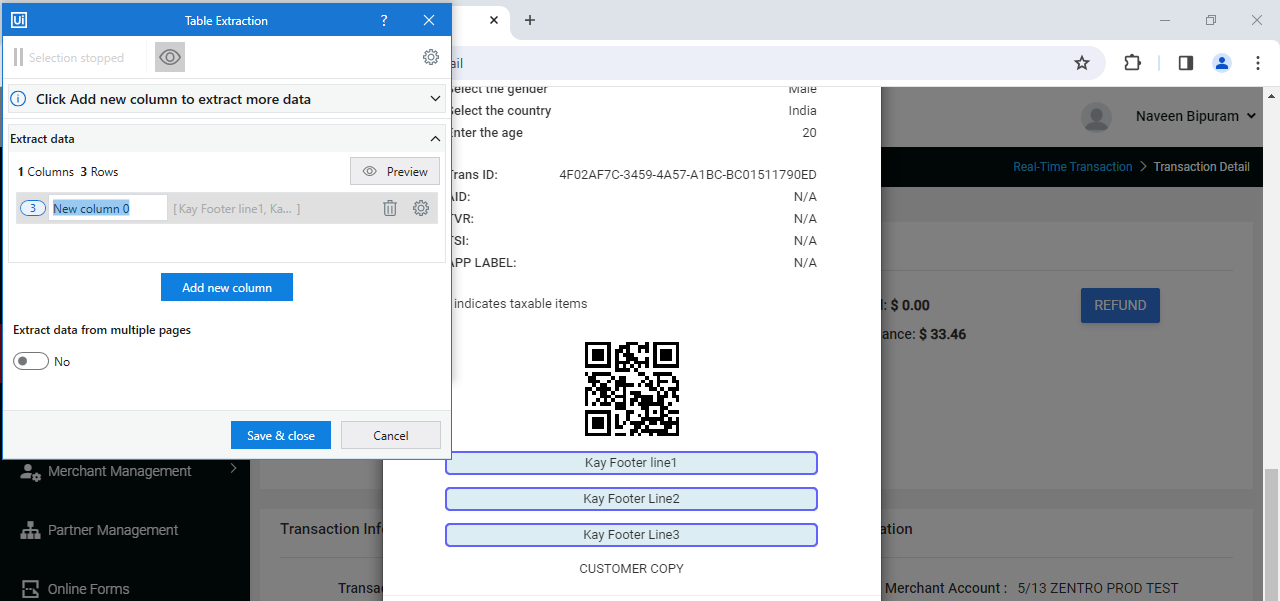 Ui Table Extraction ?
Selection stopped
Click Add new column to extract more data
Extract data
1 Columns 3 Rows
Preview
3 New column 0 [ Kay Footer line1, Ka... ]
Add new column
Extract data from multiple pages
No
Save & close
Cancel
ail
Select the gender Male
Select the country India
Enter the age 20
Trans ID: 4F02AF7C-3459-4A57-A1BC-BC01511790ED
AID: N/A
TVR: N/A
TSI: N/A
APP LABEL: N/A
indicates taxable items
Kay Footer line1
Kay Footer Line2
Kay Footer Line3
CUSTOMER COPY
Naveen Bipuram
Real-Time Transaction > Transaction Detail
: $ 0.00
ance: $ 33.46
REFUND
Merchant Management
Partner Management
Online Forms
Transaction Inf
ation
Transa
Merchant Account : 5/13 ZENTRO PROD TEST